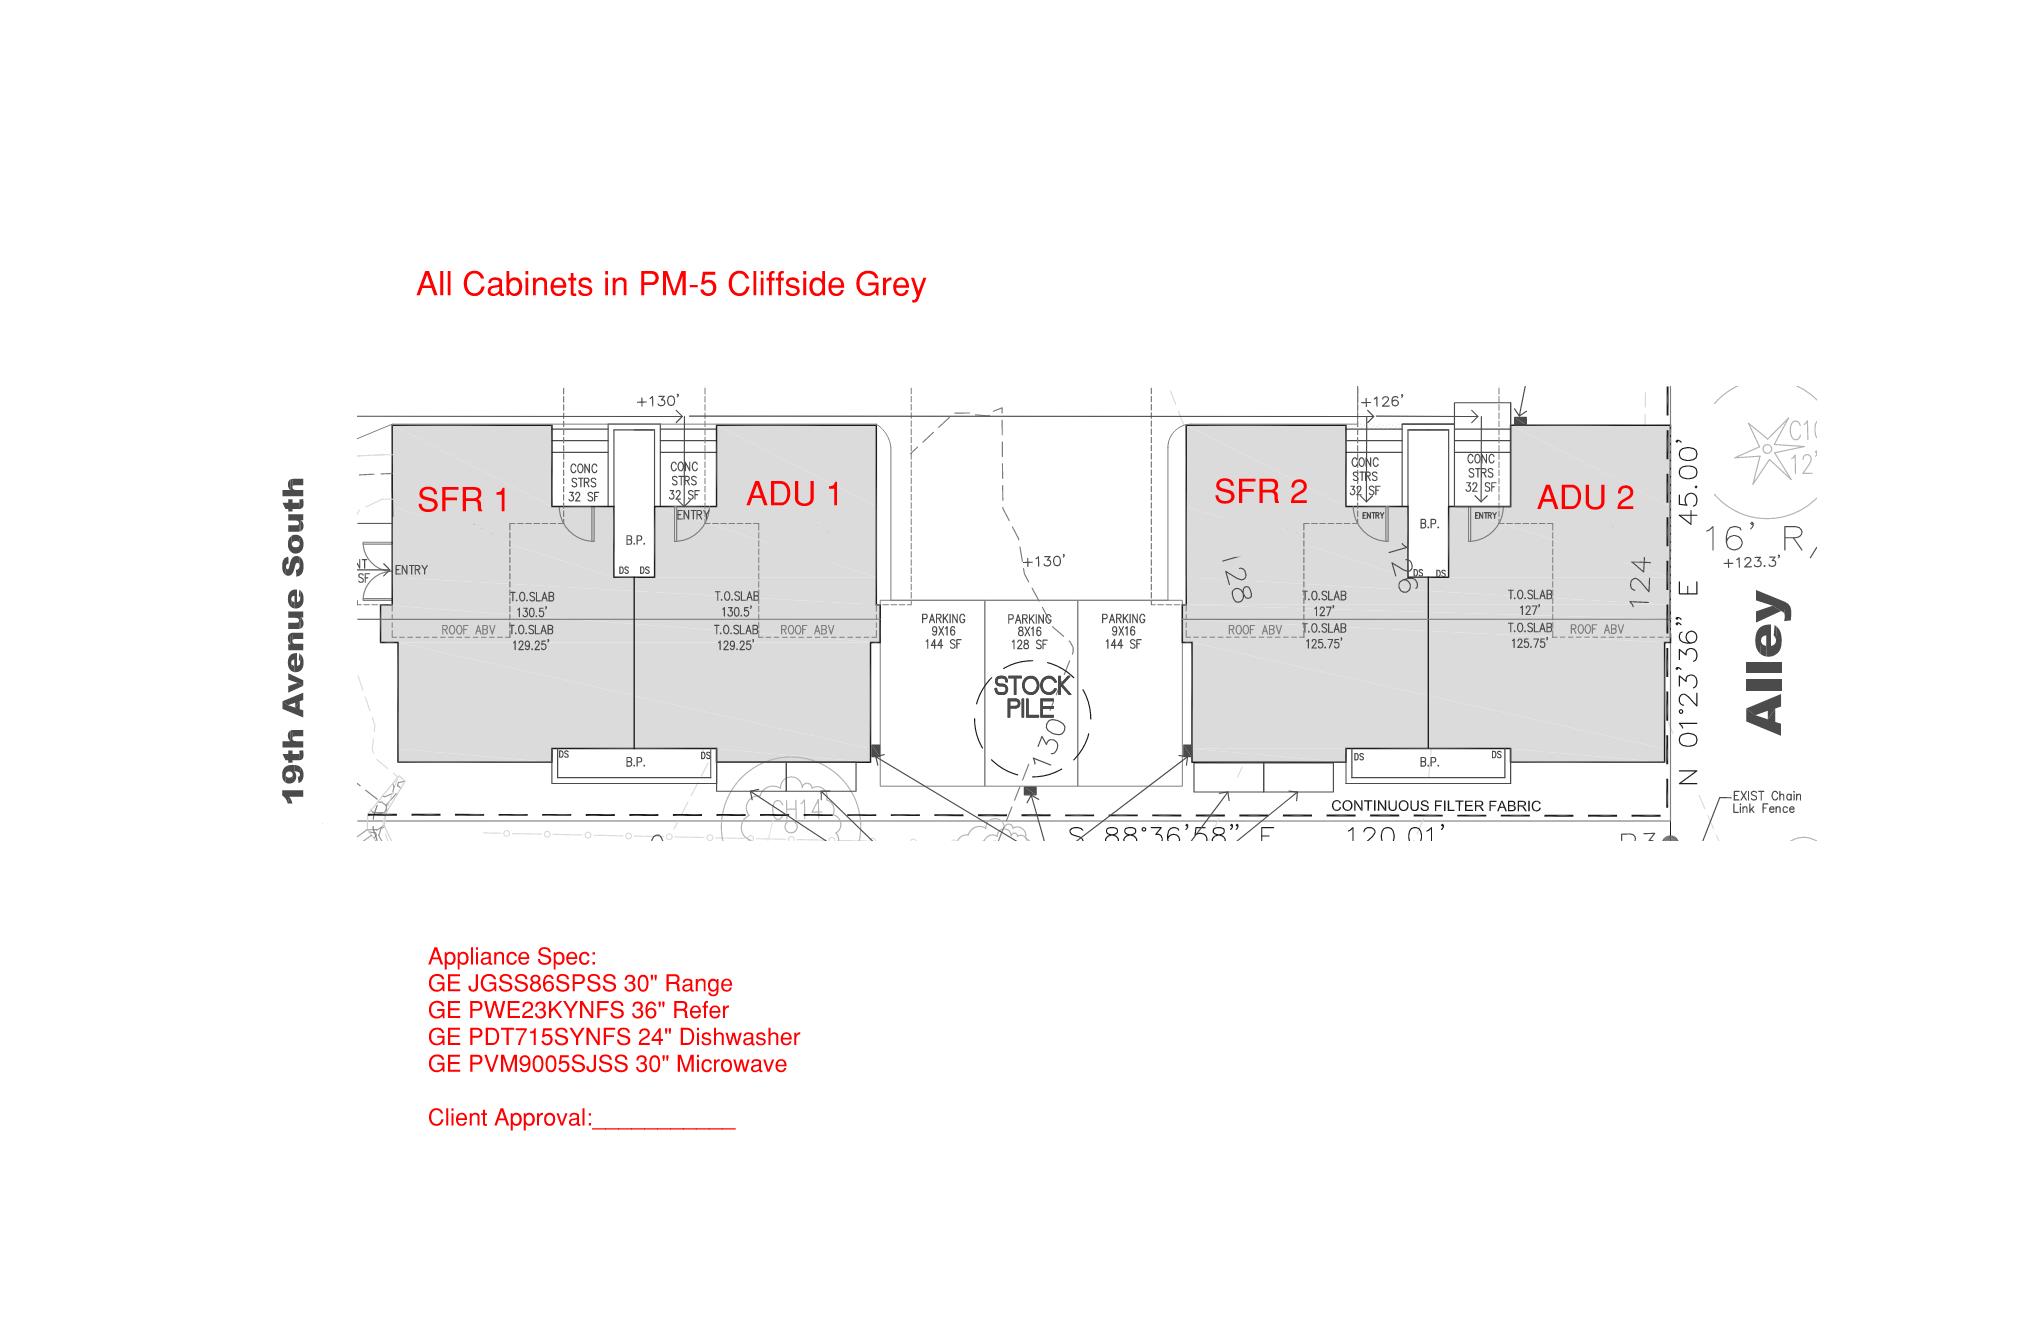 All Cabinets in PM-5 Cliffside Grey
19th Avenue South
+130'
+126'
SFR 1
CONC
STRS
32 SF
CONC
STRS
32 SF
ADU 1
ENTRY
B.P.
DS DS
ENTRY
SF
T.O.SLAB
130.5'
T.O.SLAB
129.25'
ROOF ABV
T.O.SLAB
130.5'
T.O.SLAB
129.25'
ROOF ABV
DS
B.P.
DS
CH14
+130'
PARKING
9X16
144 SF
PARKING
8X16
128 SF
PARKING
9X16
144 SF
STOCK
PILE
130
SFR 2
CONC
STRS
32 SF
CONC
STRS
32 SF
ADU 2
ENTRY
ENTRY
B.P.
DS DS
128
126
124
T.O.SLAB
127'
T.O.SLAB
125.75'
ROOF ABV
T.O.SLAB
127'
T.O.SLAB
125.75'
ROOF ABV
DS
B.P.
DS
CONTINUOUS FILTER FABRIC
S 88°36'58" E 120.01'
N 01°23'36" E 45.00'
12'
16' R/
+123.3'
Alley
EXIST Chain
Link Fence
Appliance Spec:
GE JGSS86SPSS 30" Range
GE PWE23KYNFS 36" Refer
GE PDT715SYNFS 24" Dishwasher
GE PVM9005SJSS 30" Microwave
Client Approval:___________